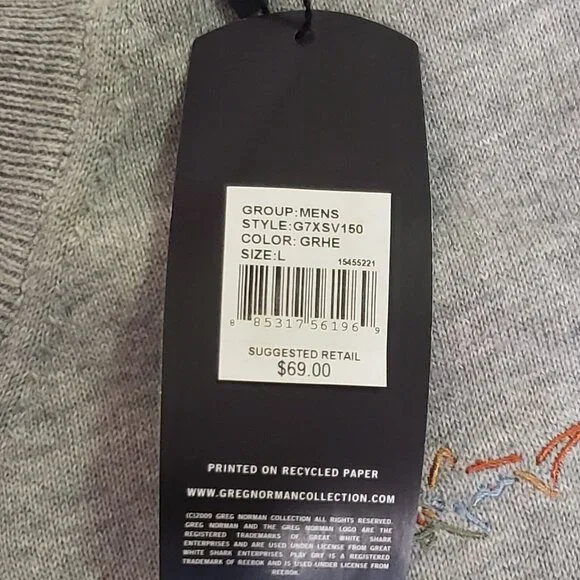 GROUP:MENS
STYLE:G7XSV150
COLOR: GRHE
SIZE:L 15455221
8 85317 56196 9
SUGGESTED RETAIL
$69.00
PRINTED ON RECYCLED PAPER
WWW.GREGNORMANCOLLECTION.COM
(C)2009 GREG NORMAN COLLECTION ALL RIGHTS RESERVED.
GREG NORMAN AND THE GREG NORMAN LOGO ARE THE
REGISTERED TRADEMARKS OF GREAT WHITE SHARK
ENTERPRISES AND ARE USED UNDER LICENSE FROM GREAT
WHITE SHARK ENTERPRISES. PLAY DRY IS A REGISTERED
TRADEMARK OF REEBOK AND IS USED UNDER LICENSE FROM
REEBOK.